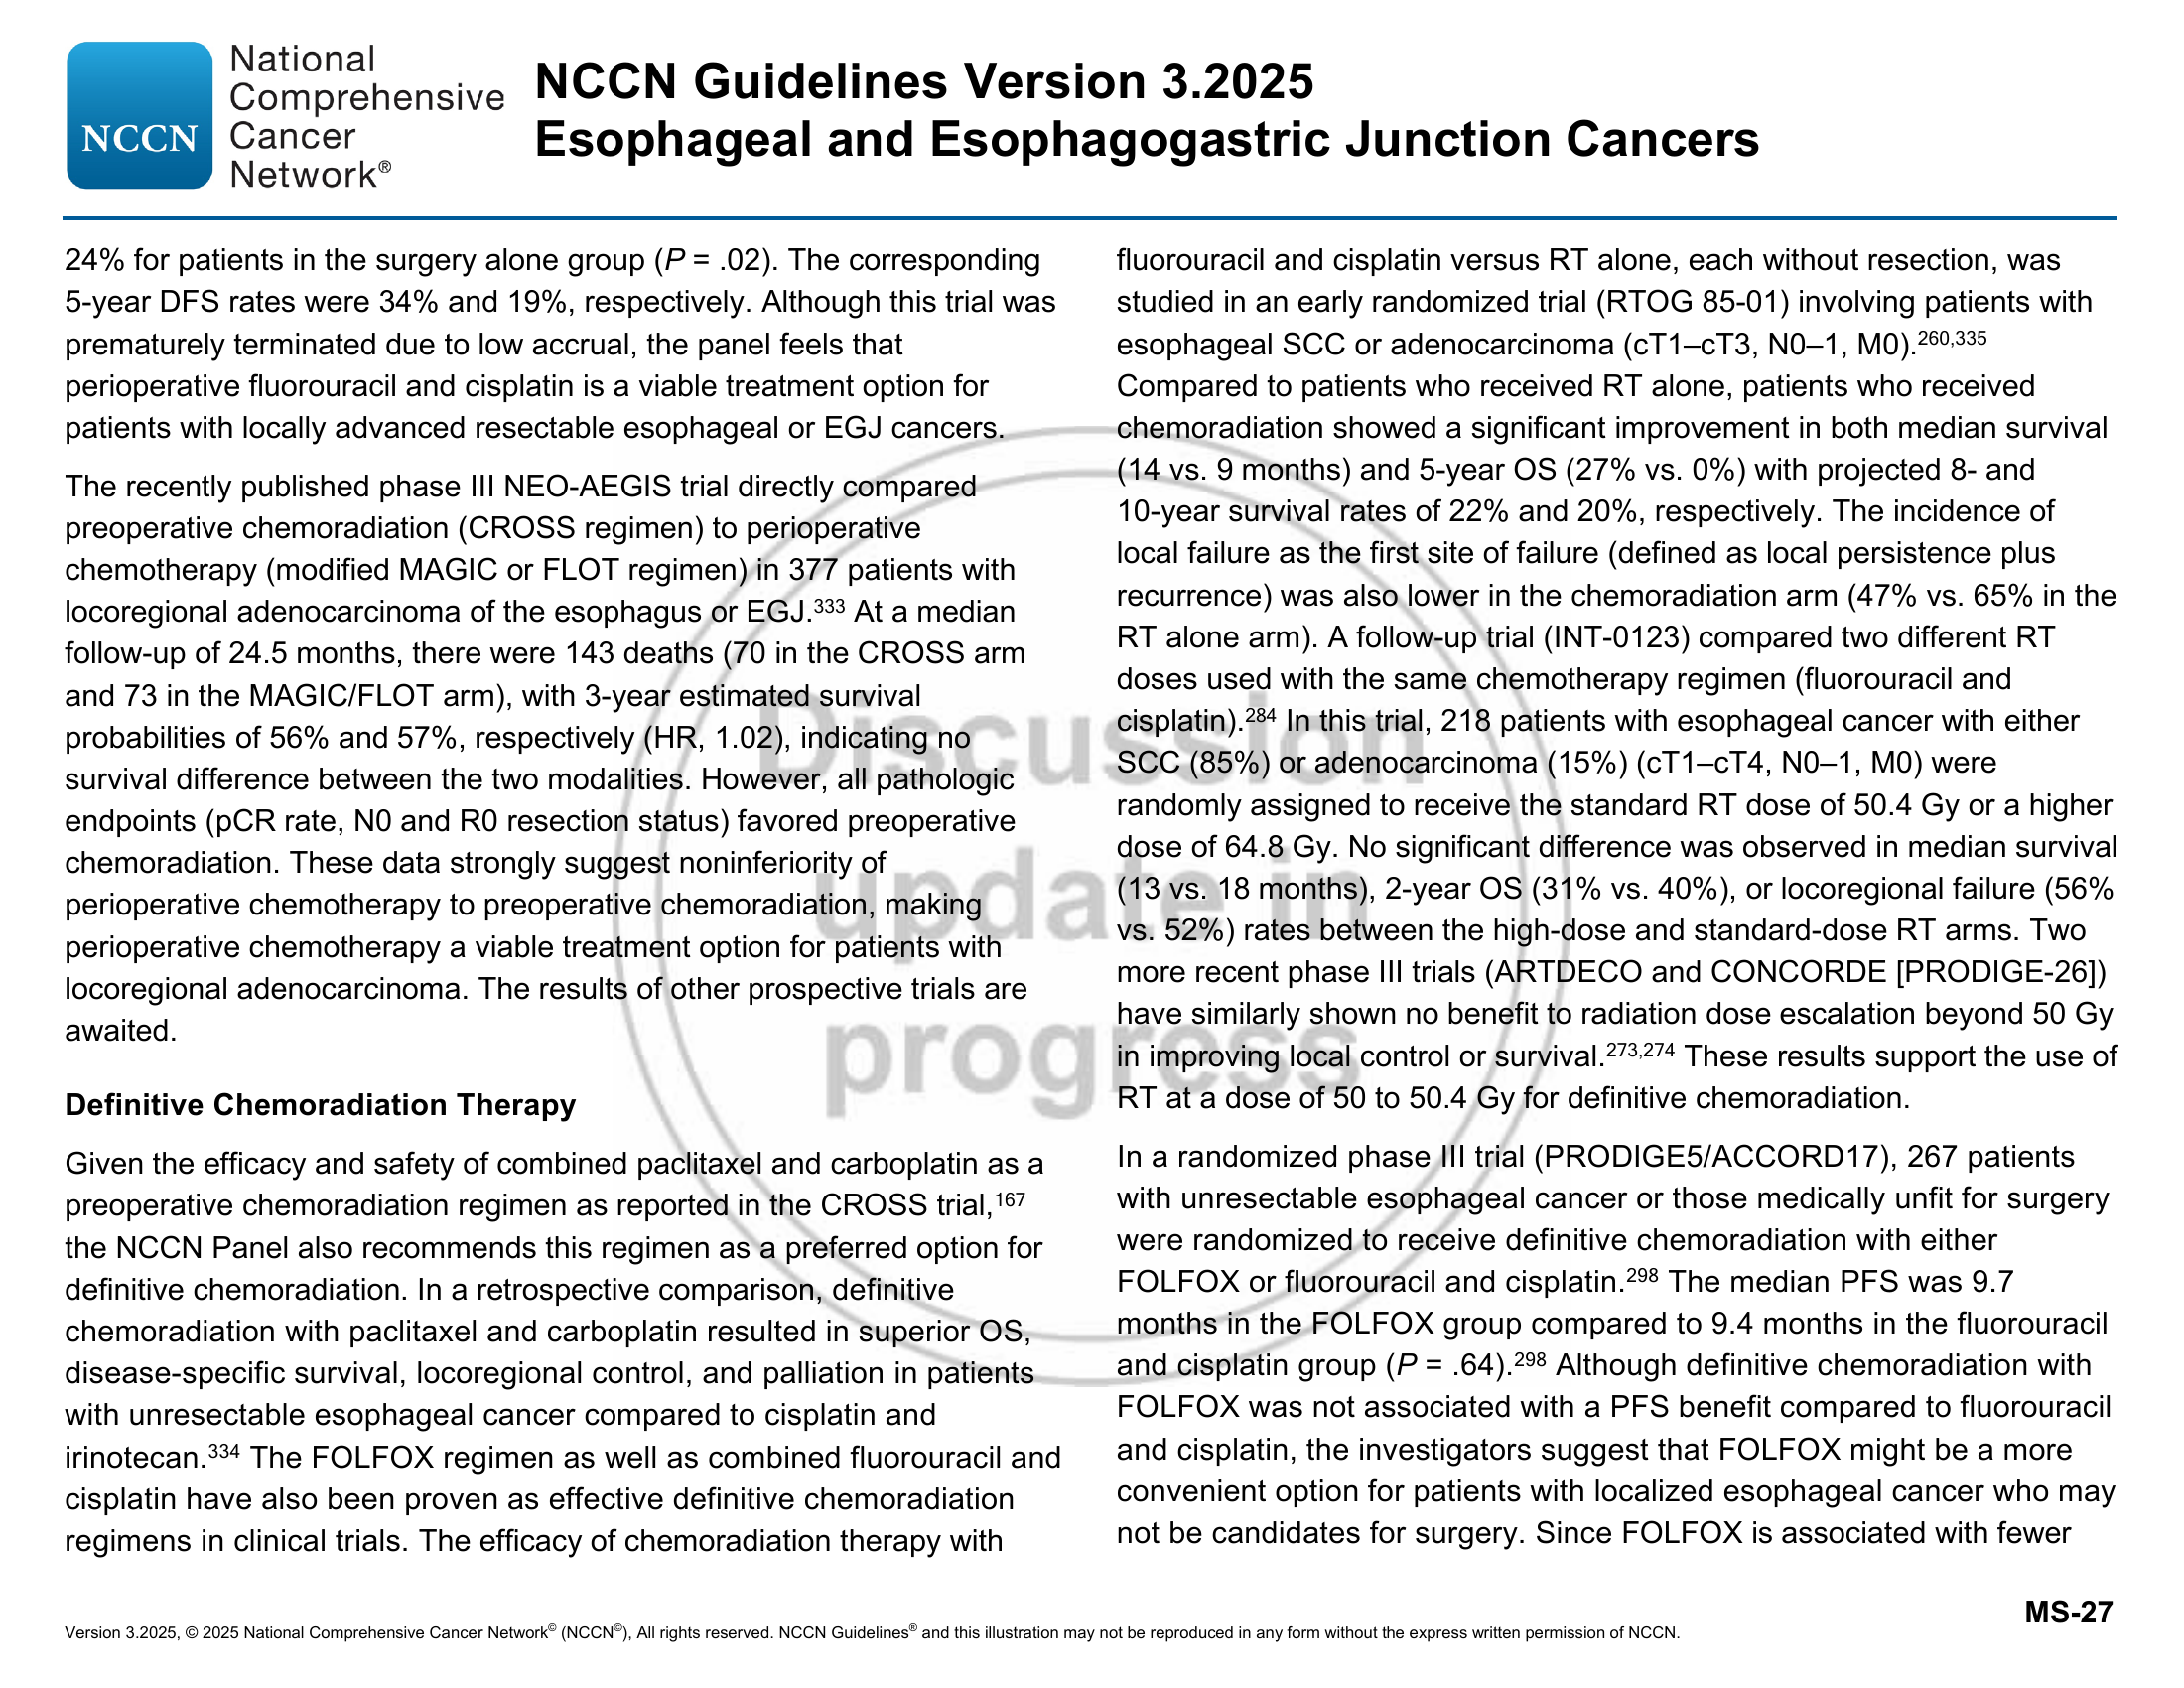 NCCN
National
Comprehensive
Cancer
Network®
NCCN Guidelines Version 3.2025
Esophageal and Esophagogastric Junction Cancers
24% for patients in the surgery alone group (P = .02). The corresponding
5-year DFS rates were 34% and 19%, respectively. Although this trial was
prematurely terminated due to low accrual, the panel feels that
perioperative fluorouracil and cisplatin is a viable treatment option for
patients with locally advanced resectable esophageal or EGJ cancers.
The recently published phase III NEO-AEGIS trial directly compared
preoperative chemoradiation (CROSS regimen) to perioperative
chemotherapy (modified MAGIC or FLOT regimen) in 377 patients with
locoregional adenocarcinoma of the esophagus or EGJ.333 At a median
follow-up of 24.5 months, there were 143 deaths (70 in the CROSS arm
and 73 in the MAGIC/FLOT arm), with 3-year estimated survival
probabilities of 56% and 57%, respectively (HR, 1.02), indicating no
survival difference between the two modalities. However, all pathologic
endpoints (pCR rate, N0 and R0 resection status) favored preoperative
chemoradiation. These data strongly suggest noninferiority of
perioperative chemotherapy to preoperative chemoradiation, making
perioperative chemotherapy a viable treatment option for patients with
locoregional adenocarcinoma. The results of other prospective trials are
awaited.
Definitive Chemoradiation Therapy
Given the efficacy and safety of combined paclitaxel and carboplatin as a
preoperative chemoradiation regimen as reported in the CROSS trial,167
the NCCN Panel also recommends this regimen as a preferred option for
definitive chemoradiation. In a retrospective comparison, definitive
chemoradiation with paclitaxel and carboplatin resulted in superior OS,
disease-specific survival, locoregional control, and palliation in patients
with unresectable esophageal cancer compared to cisplatin and
irinotecan.334 The FOLFOX regimen as well as combined fluorouracil and
cisplatin have also been proven as effective definitive chemoradiation
regimens in clinical trials. The efficacy of chemoradiation therapy with
fluorouracil and cisplatin versus RT alone, each without resection, was
studied in an early randomized trial (RTOG 85-01) involving patients with
esophageal SCC or adenocarcinoma (cT1–cT3, N0–1, M0).260,335
Compared to patients who received RT alone, patients who received
chemoradiation showed a significant improvement in both median survival
(14 vs. 9 months) and 5-year OS (27% vs. 0%) with projected 8- and
10-year survival rates of 22% and 20%, respectively. The incidence of
local failure as the first site of failure (defined as local persistence plus
recurrence) was also lower in the chemoradiation arm (47% vs. 65% in the
RT alone arm). A follow-up trial (INT-0123) compared two different RT
doses used with the same chemotherapy regimen (fluorouracil and
cisplatin).284 In this trial, 218 patients with esophageal cancer with either
SCC (85%) or adenocarcinoma (15%) (cT1–cT4, N0–1, M0) were
randomly assigned to receive the standard RT dose of 50.4 Gy or a higher
dose of 64.8 Gy. No significant difference was observed in median survival
(13 vs. 18 months), 2-year OS (31% vs. 40%), or locoregional failure (56%
vs. 52%) rates between the high-dose and standard-dose RT arms. Two
more recent phase III trials (ARTDECO and CONCORDE [PRODIGE-26])
have similarly shown no benefit to radiation dose escalation beyond 50 Gy
in improving local control or survival.273,274 These results support the use of
RT at a dose of 50 to 50.4 Gy for definitive chemoradiation.
In a randomized phase III trial (PRODIGE5/ACCORD17), 267 patients
with unresectable esophageal cancer or those medically unfit for surgery
were randomized to receive definitive chemoradiation with either
FOLFOX or fluorouracil and cisplatin.298 The median PFS was 9.7
months in the FOLFOX group compared to 9.4 months in the fluorouracil
and cisplatin group (P = .64).298 Although definitive chemoradiation with
FOLFOX was not associated with a PFS benefit compared to fluorouracil
and cisplatin, the investigators suggest that FOLFOX might be a more
convenient option for patients with localized esophageal cancer who may
not be candidates for surgery. Since FOLFOX is associated with fewer
Discussion
update in
progress
MS-27
Version 3.2025, © 2025 National Comprehensive Cancer Network© (NCCN©), All rights reserved. NCCN Guidelines® and this illustration may not be reproduced in any form without the express written permission of NCCN.